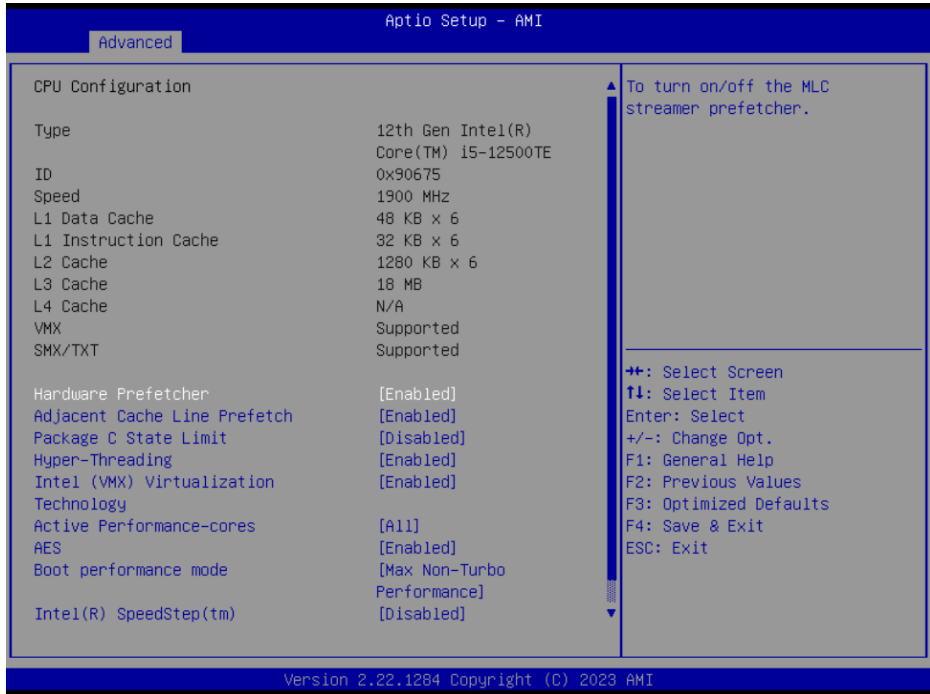 Aptio Setup - AMI
Advanced
CPU Configuration
Type 12th Gen Intel(R)
Core(TM) i5-12500TE
ID 0x90675
Speed 1900 MHz
L1 Data Cache 48 KB x 6
L1 Instruction Cache 32 KB x 6
L2 Cache 1280 KB x 6
L3 Cache 18 MB
L4 Cache N/A
VMX Supported
SMX/TXT Supported
Hardware Prefetcher [Enabled]
Adjacent Cache Line Prefetch [Enabled]
Package C State Limit [Disabled]
Hyper-Threading [Enabled]
Intel (VMX) Virtualization [Enabled]
Technology
Active Performance-cores [All]
AES [Enabled]
Boot performance mode [Max Non-Turbo
Performance]
Intel(R) SpeedStep(tm) [Disabled]
To turn on/off the MLC
streamer prefetcher.
→←: Select Screen
↑↓: Select Item
Enter: Select
+/-: Change Opt.
F1: General Help
F2: Previous Values
F3: Optimized Defaults
F4: Save & Exit
ESC: Exit
Version 2.22.1284 Copyright (C) 2023 AMI